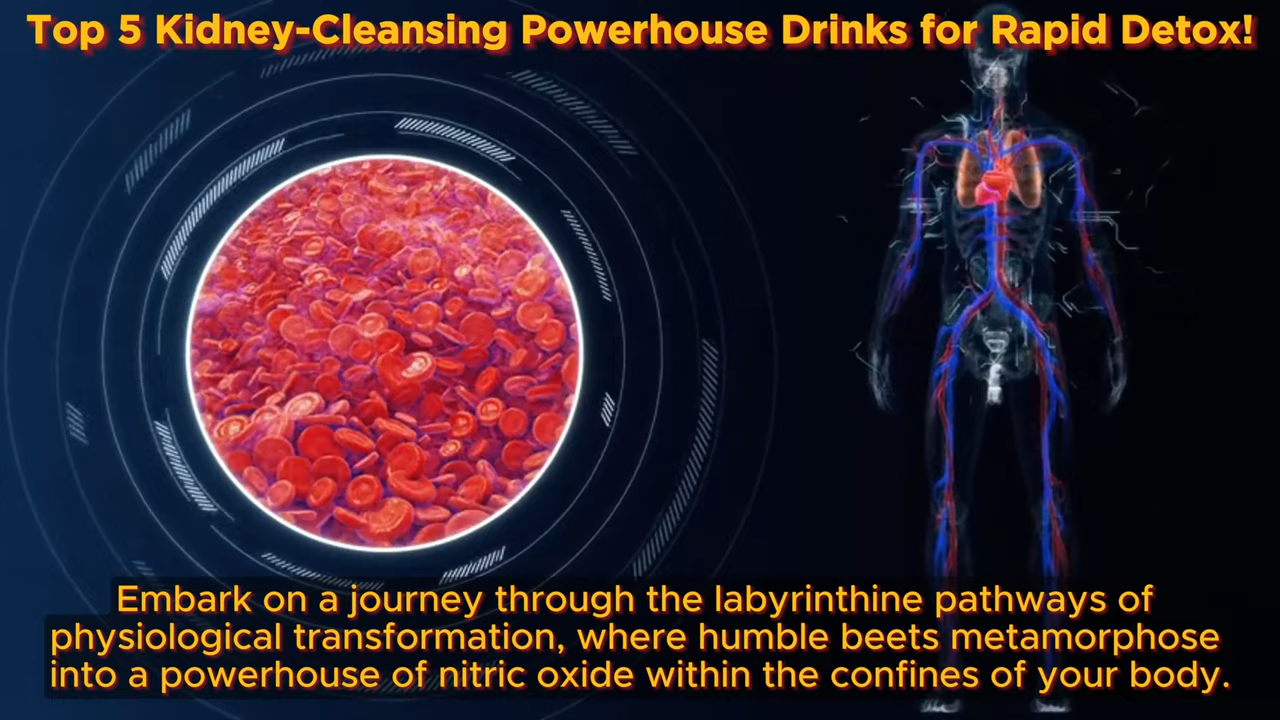 Top 5 Kidney-Cleansing Powerhouse Drinks for Rapid Detox!
Embark on a journey through the labyrinthine pathways of
physiological transformation, where humble beets metamorphose
into a powerhouse of nitric oxide within the confines of your body.